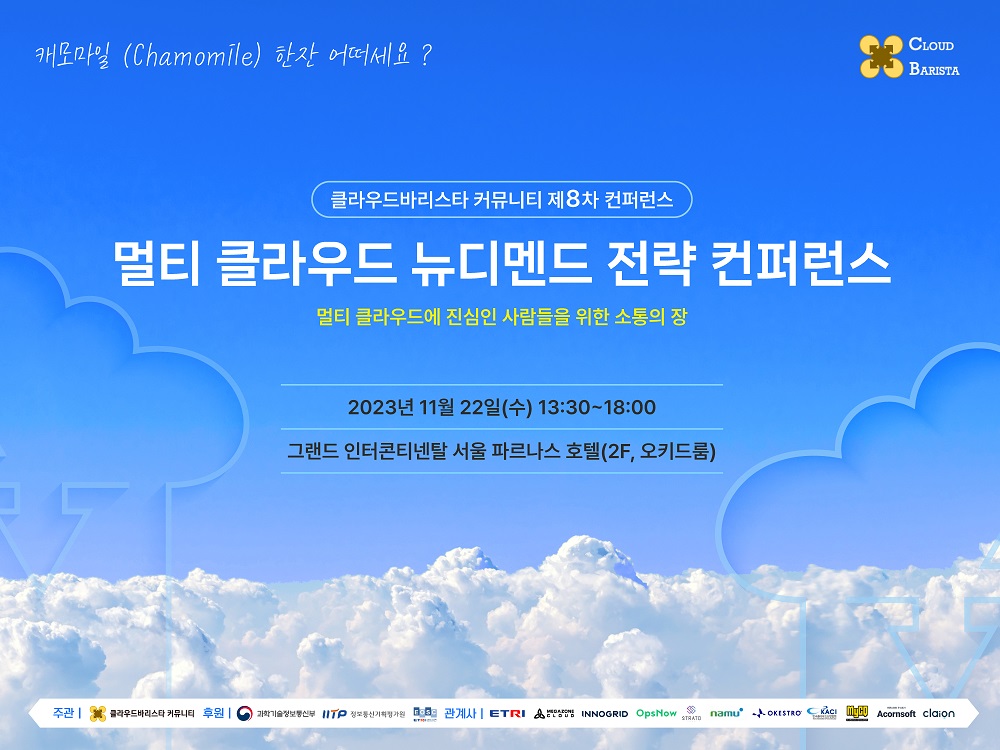 캐모마일 (Chamomile) 한잔 어떠세요 ?
CLOUD
BARISTA
클라우드바리스타 커뮤니티 제8차 컨퍼런스
멀티 클라우드 뉴디멘드 전략 컨퍼런스
멀티 클라우드에 진심인 사람들을 위한 소통의 장
2023년 11월 22일(수) 13:30~18:00
그랜드 인터콘티넨탈 서울 파르나스 호텔(2F, 오키드룸)
주관 | 클라우드바리스타 커뮤니티 후원 | 과학기술정보통신부 IITP 정보통신기획평가원 관계사 | ETRI MEGAZONE CLOUD INNOGRID OpsNow STRATO namu OKESTRO KACI Acornsoft claion